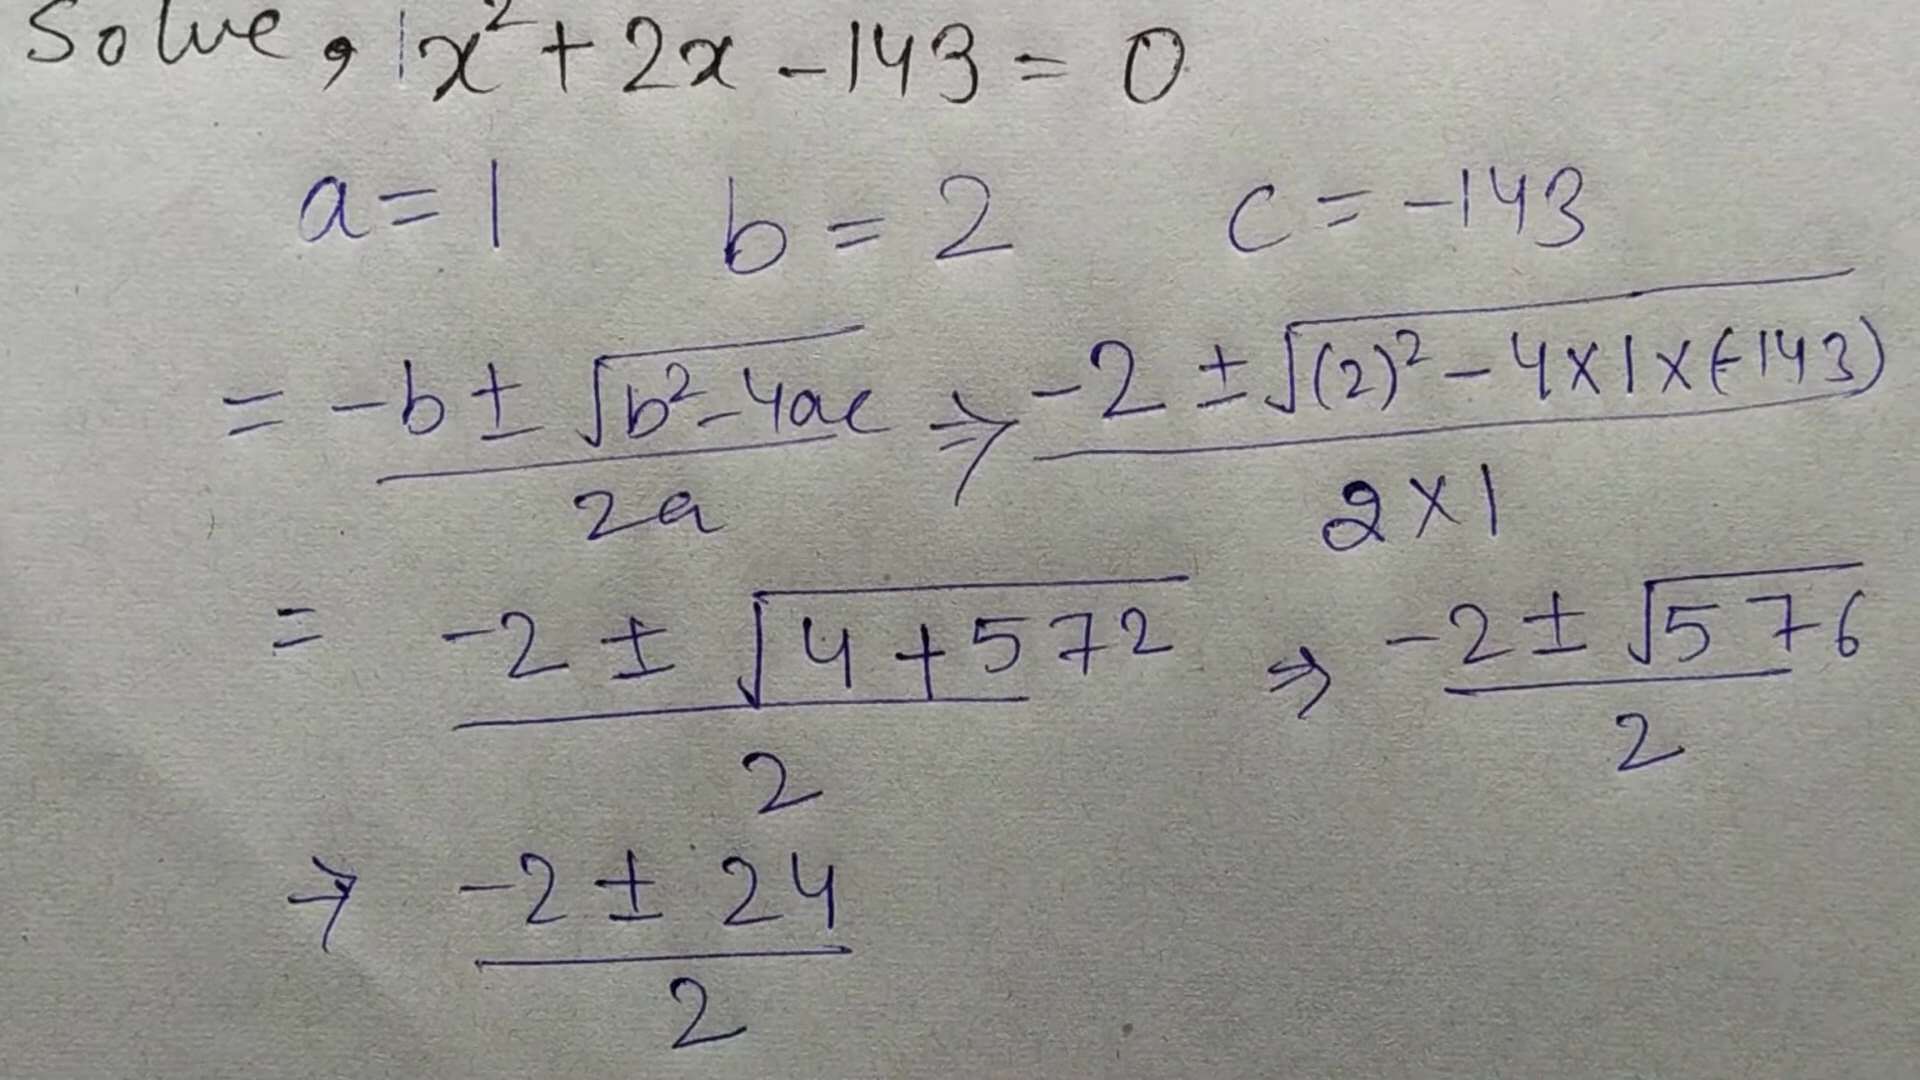 Solve, 1x² + 2x - 143 = 0
a = 1 b = 2 c = -143
= -b ± √b² - 4ac / 2a ⇒ -2 ± √(2)² - 4×1×(-143) / 2×1
= -2 ± √4 + 572 / 2 ⇒ -2 ± √576 / 2
→ -2 ± 24 / 2